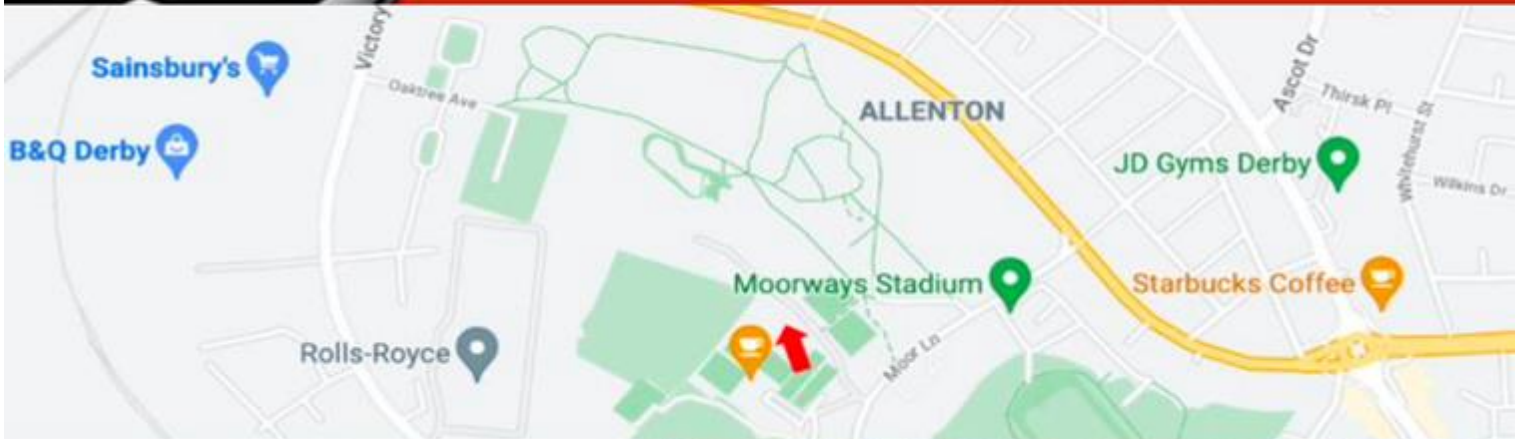 Victory
Sainsbury's
Oaktree Ave
B&Q Derby
ALLENTON
Ascot Dr
Thirsk Pl
Whitehurst St
JD Gyms Derby
Wilkins Dr
Moorways Stadium
Starbucks Coffee
Rolls-Royce
Moor Ln